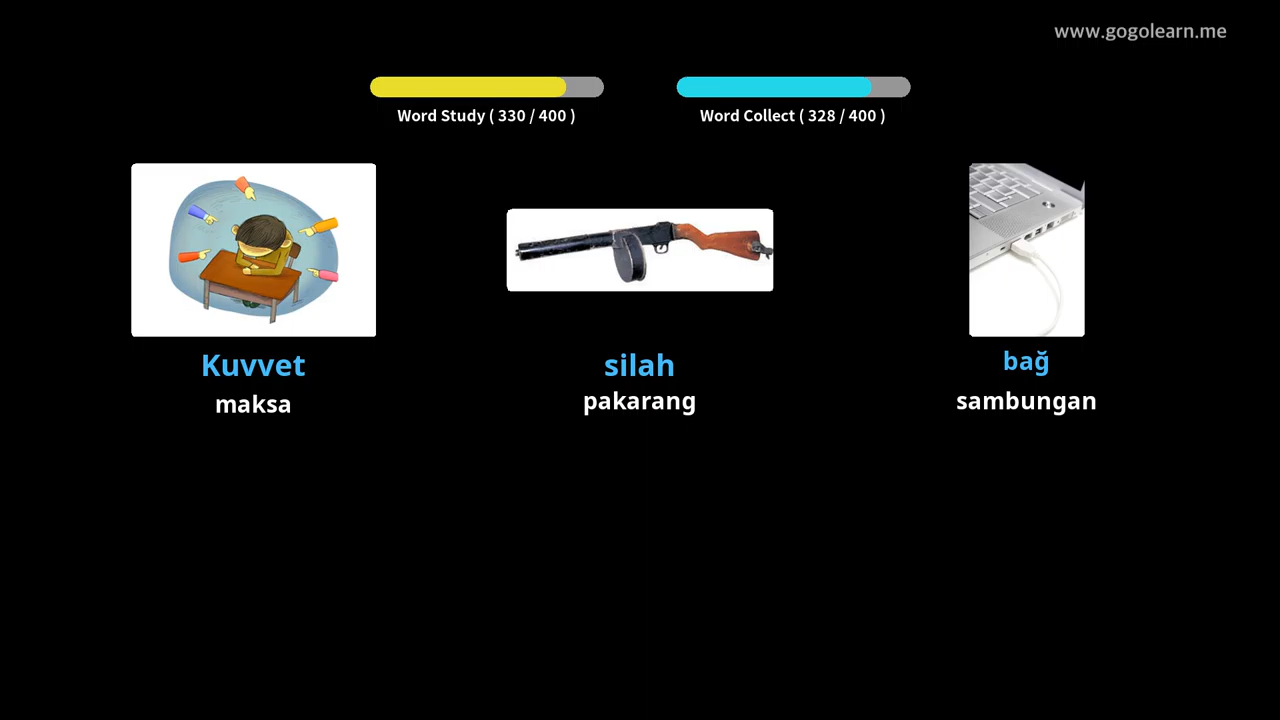 www.gogolearn.me
Word Study ( 330 / 400 )
Word Collect ( 328 / 400 )
Kuvvet
maksa
silah
pakarang
bağ
sambungan